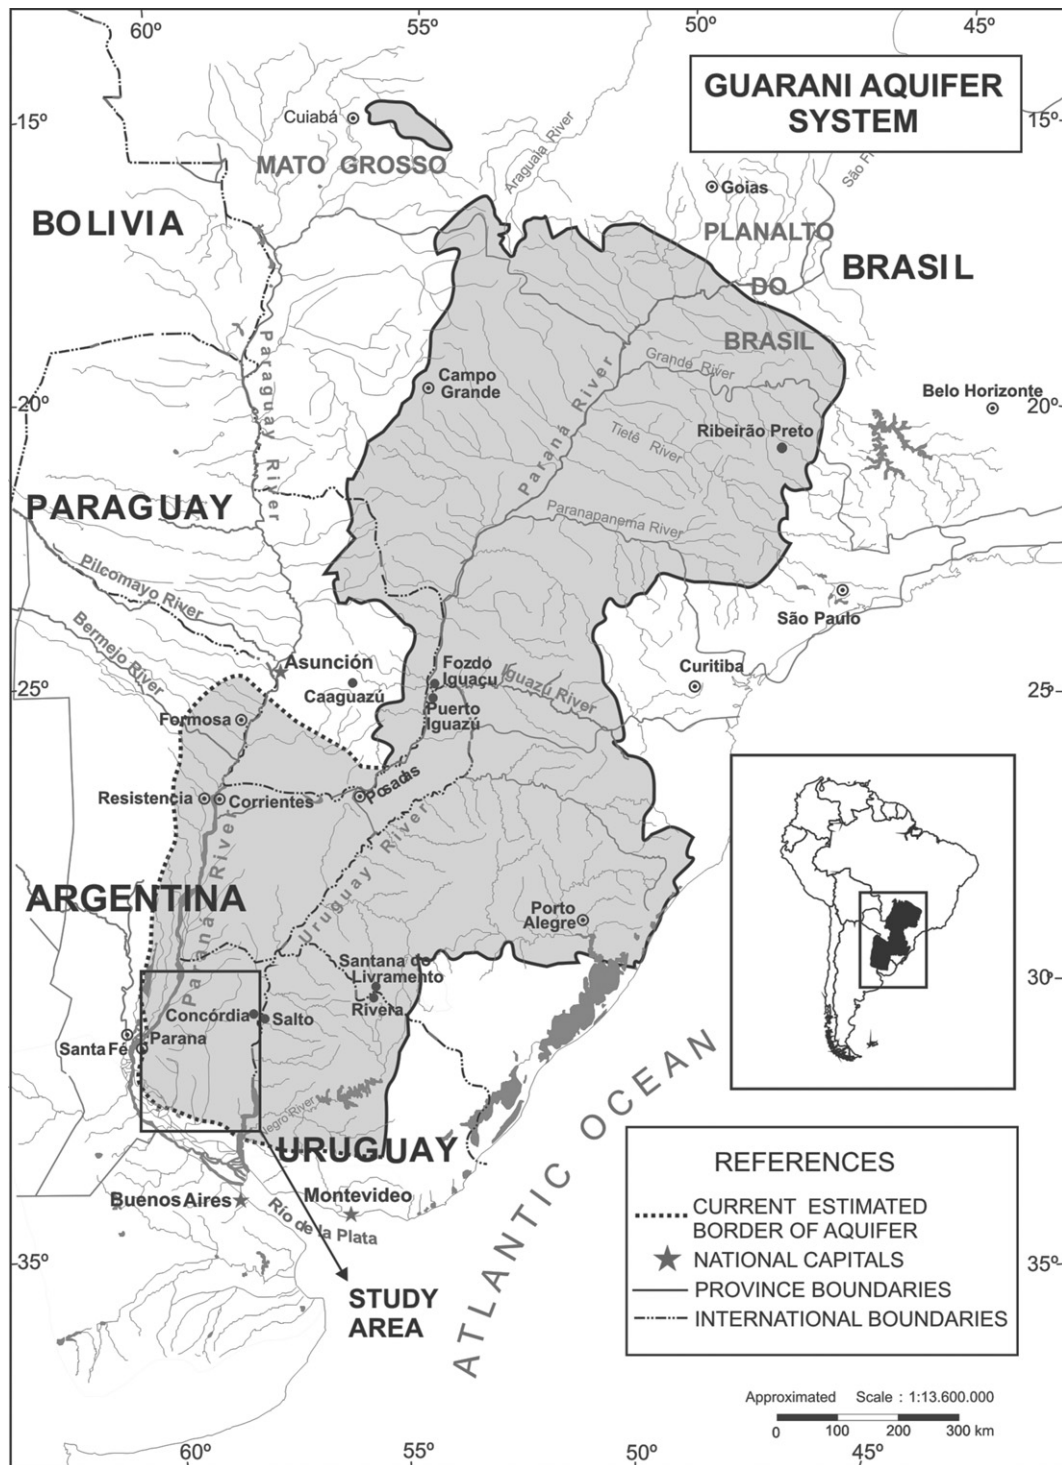 60º 55º 50º 45º
GUARANI AQUIFER
SYSTEM
15º 15º
Cuiabá
MATO GROSSO
Araguaia River
São F
Goias
BOLIVIA
PLANALTO
DO
BRASIL
BRASIL
Paraguay River
Paraná River
Grande River
Campo
Grande
Belo Horizonte
20º 20º
Tietê River
Ribeirão Preto
PARAGUAY
Paranapanema River
Pilcomayo River
Bermejo River
São Paulo
Asunción
Caaguazú
Fozdo
Iguaçu
Puerto
Iguazú
Iguazú River
Curitiba
25º 25º
Formosa
Posadas
Resistencia
Corrientes
Paraná River
Uruguay River
ARGENTINA
Porto
Alegre
Santana do
Livramento
Rivera
30º
Concórdia
Salto
Santa Fé
Parana
legro River
URUGUAY
Buenos Aires
Montevideo
Río de la Plata
ATLANTIC OCEAN
35º 35º
STUDY
AREA
REFERENCES
CURRENT ESTIMATED
BORDER OF AQUIFER
NATIONAL CAPITALS
PROVINCE BOUNDARIES
INTERNATIONAL BOUNDARIES
Approximated Scale : 1:13.600.000
0 100 200 300 km
60º 55º 50º 45º